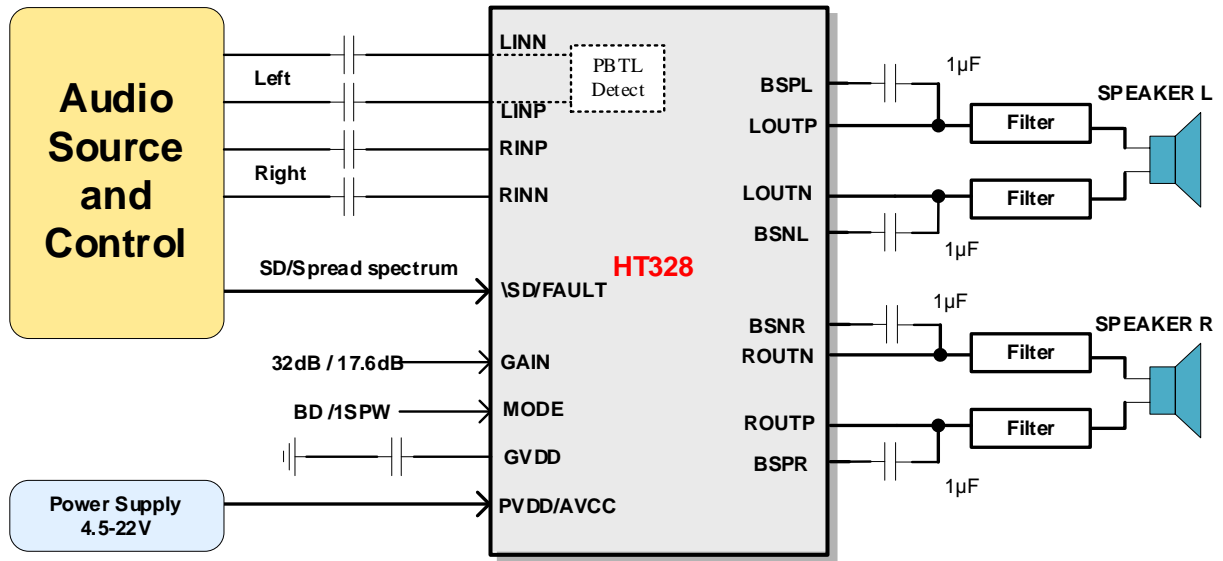 Audio
Source
and
Control
Left
Right
SD/Spread spectrum
32dB / 17.6dB
BD /1SPW
Power Supply
4.5-22V
LINN
LINP
RINP
RINN
\SD/FAULT
GAIN
MODE
GVDD
PVDD/AVCC
PBTL
Detect
HT328
BSPL
LOUTP
LOUTN
BSNL
BSNR
ROUTN
ROUTP
BSPR
1µF
1µF
1µF
1µF
Filter
Filter
Filter
Filter
SPEAKER L
SPEAKER R